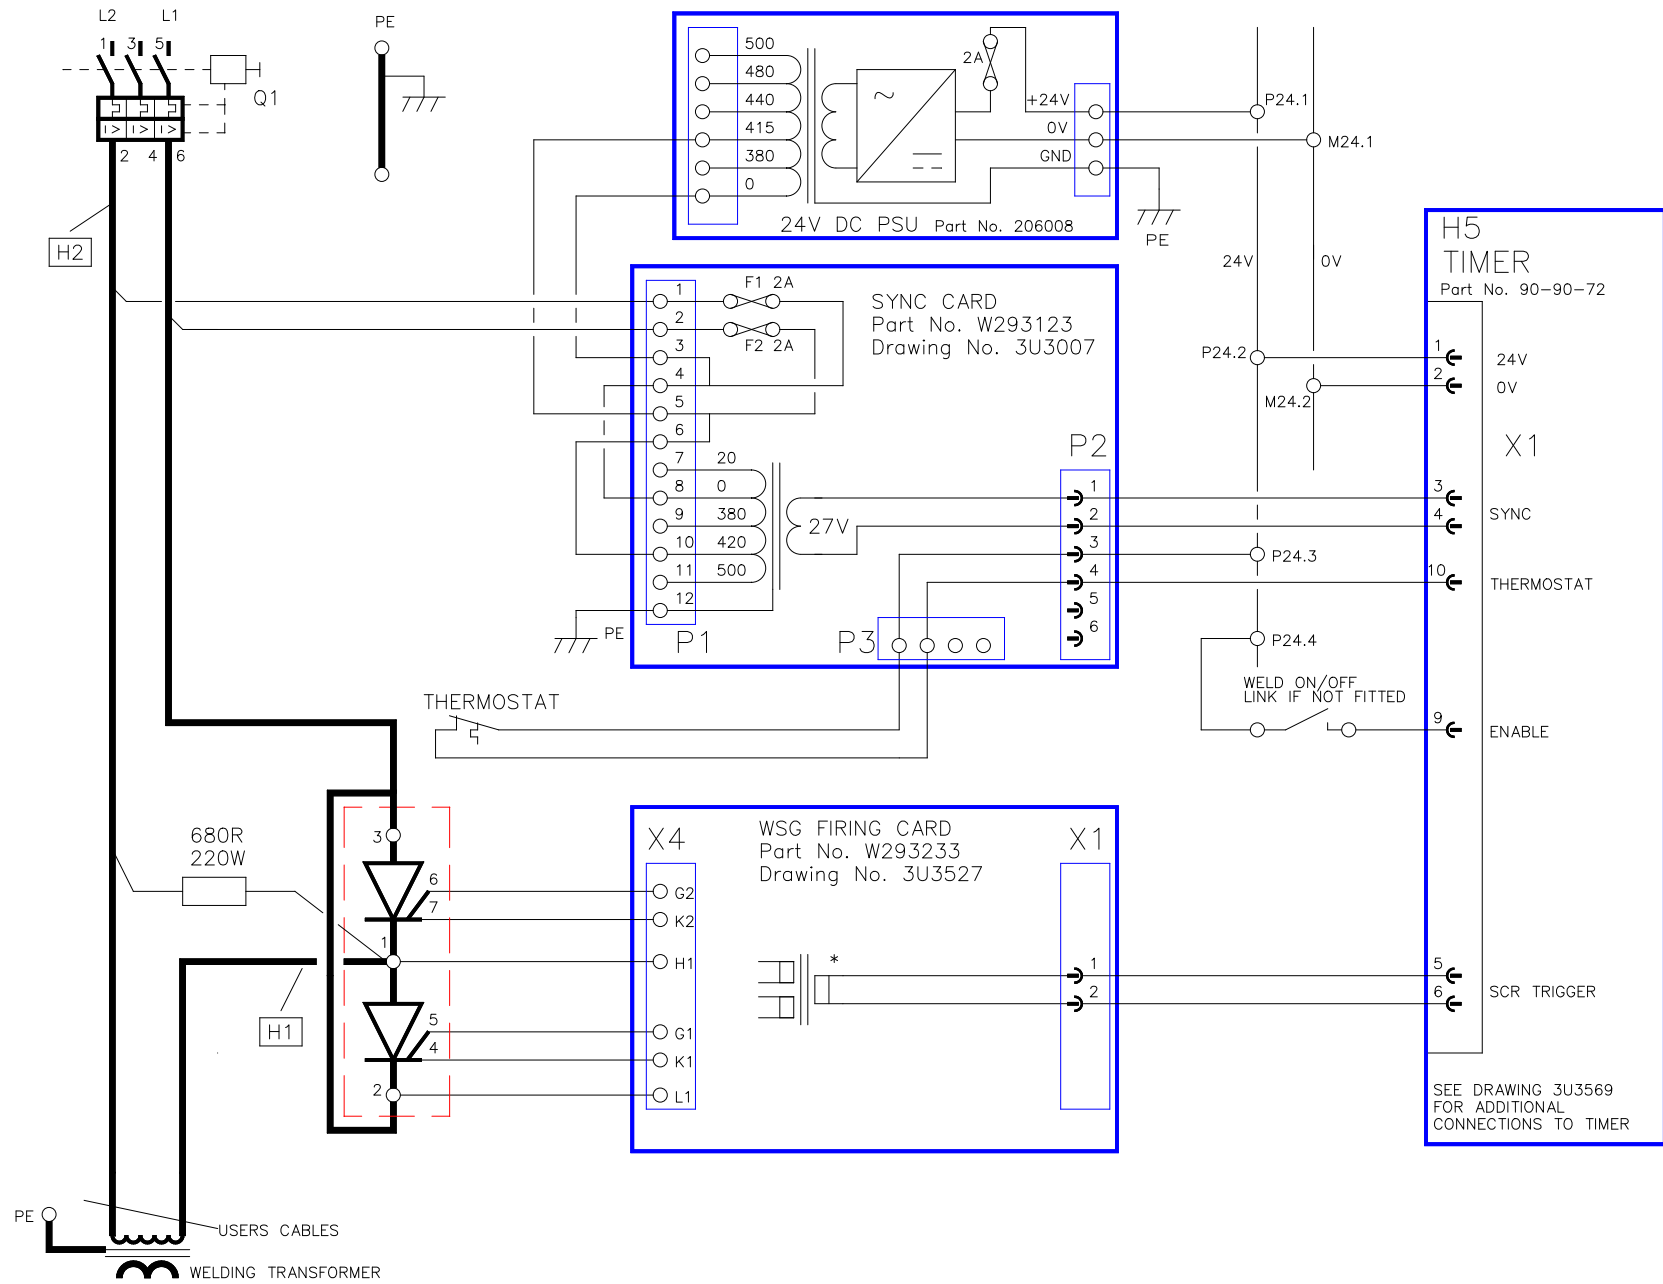 L2 L1
1 3 5
Q1
2 4 6
PE
H2
500
480
440
415
380
0
2A
~
+24V
0V
GND
24V DC PSU Part No. 206008
PE
P24.1
M24.1
24V 0V
H5
TIMER
Part No. 90-90-72
1 24V
2 0V
X1
3
4 SYNC
10 THERMOSTAT
9 ENABLE
5
6 SCR TRIGGER
SEE DRAWING 3U3569
FOR ADDITIONAL
CONNECTIONS TO TIMER
P24.2
M24.2
P24.3
P24.4
WELD ON/OFF
LINK IF NOT FITTED
SYNC CARD
Part No. W293123
Drawing No. 3U3007
F1 2A
F2 2A
1
2
3
4
5
6
7 20
8 0
9 380
10 420
11 500
12
27V
PE
P1
P2
1
2
3
4
5
6
P3
THERMOSTAT
680R
220W
3
6
7
1
5
4
2
H1
WSG FIRING CARD
Part No. W293233
Drawing No. 3U3527
X4
G2
K2
H1
G1
K1
L1
*
X1
1
2
PE
USERS CABLES
WELDING TRANSFORMER
I> I> I>